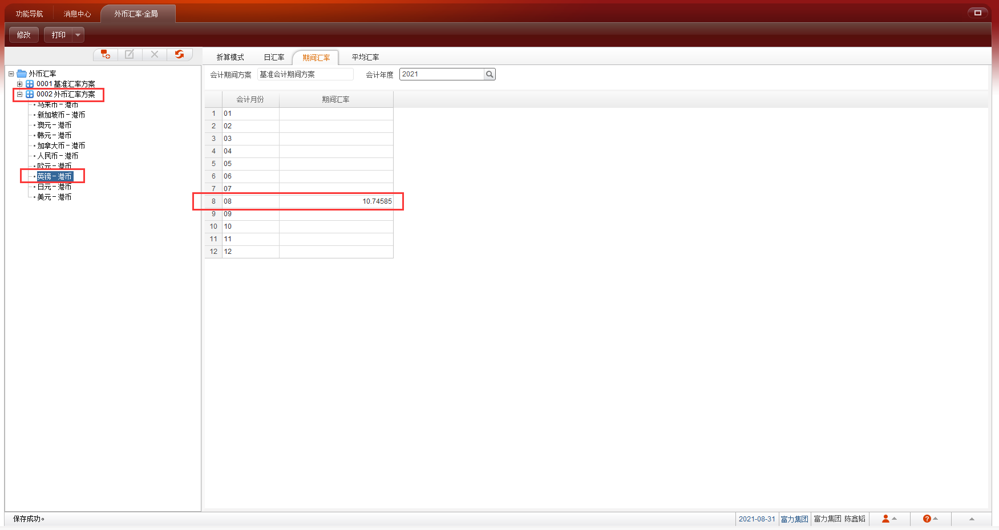 功能导航 消息中心 外币汇率-全局
修改 打印
折算模式 日汇率 期间汇率 平均汇率
会计期间方案 基准会计期间方案 会计年度 2021
外币汇率
0001 基准汇率方案
0002 外币汇率方案
马来币－港币
新加坡币－港币
澳元－港币
韩元－港币
加拿大币－港币
人民币－港币
欧元－港币
英镑－港币
日元－港币
美元－港币
会计月份 期间汇率
1 01
2 02
3 03
4 04
5 05
6 06
7 07
8 08 10.74585
9 09
10 10
11 11
12 12
保存成功。 2021-08-31 富力集团 富力集团 陈鑫韬